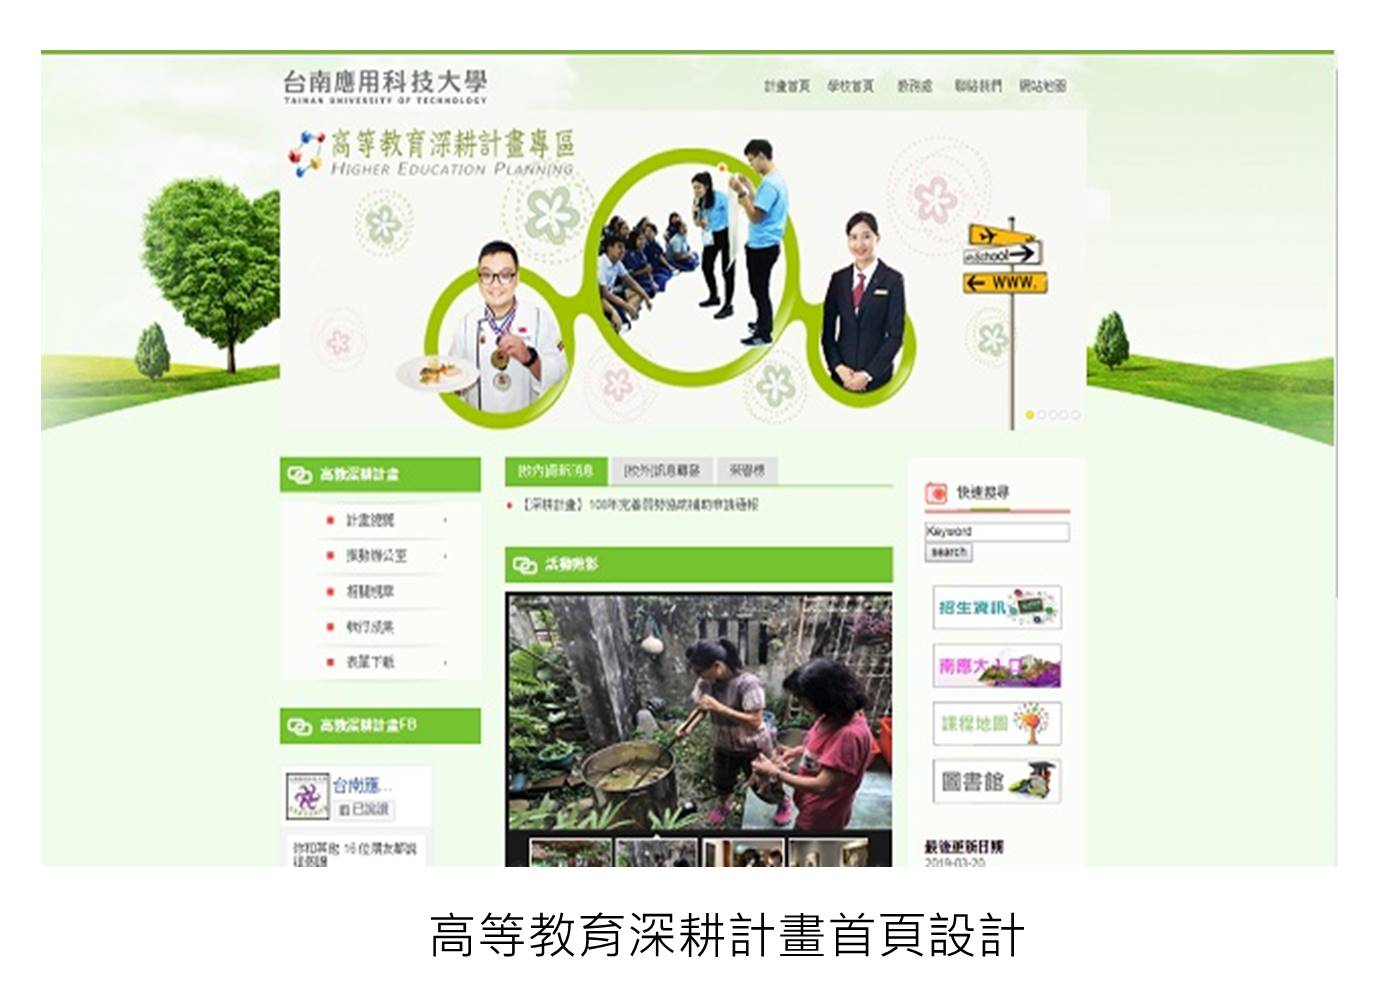 台南應用科技大學
TAINAN UNIVERSITY OF TECHNOLOGY
計畫首頁 學校首頁 教務處 聯絡我們 網站地圖
高等教育深耕計畫專區
HIGHER EDUCATION PLANNING
School
WWW.
高教深耕計畫
計畫總覽
推動辦公室
相關規章
執行成果
表單下載
高教深耕計畫FB
台南應...
已說讚
你和其他 16 位朋友都說
這個讚
[校內]最新消息 [校外]訊息轉發 榮譽榜
【深耕計畫】108年完善弱勢協助補助申請通報
活動剪影
快速搜尋
Keyword
search
招生資訊
南應大入口
課程地圖
圖書館
最後更新日期
2019-03-20
高等教育深耕計畫首頁設計